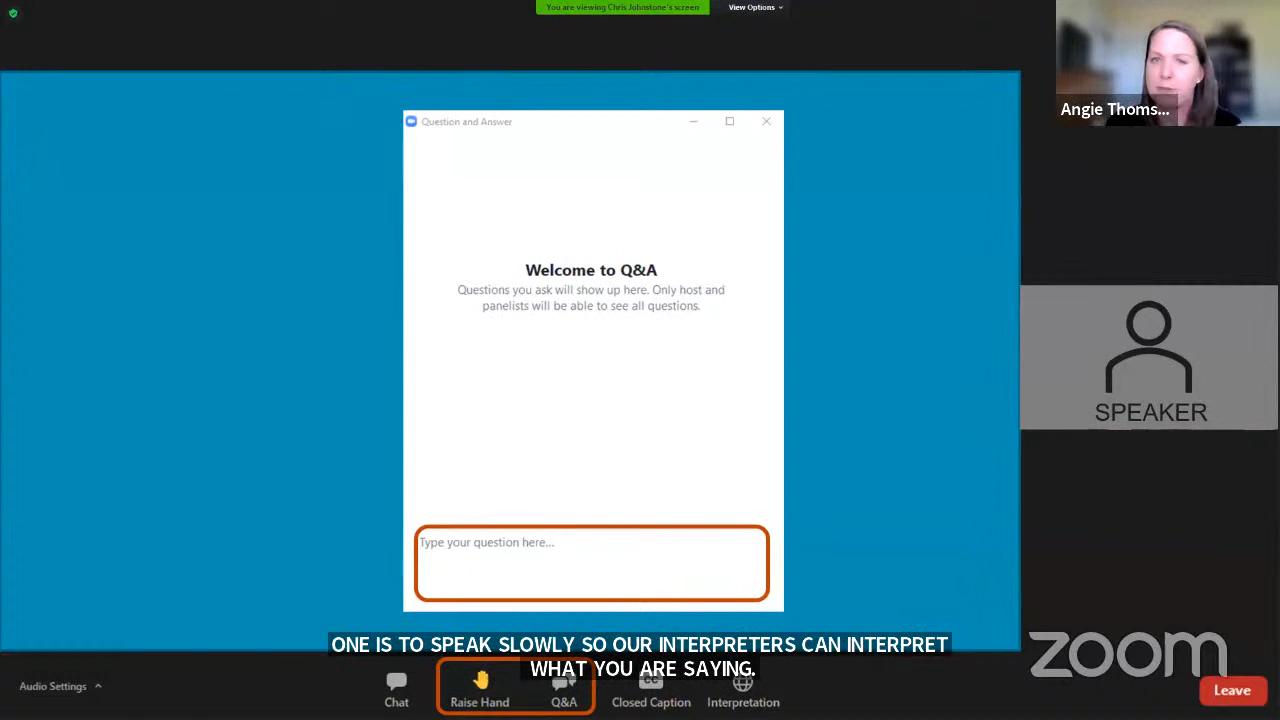 You are viewing Chris Johnstone's screen
View Options
Angie Thoms...
Question and Answer
Welcome to Q&A
Questions you ask will show up here. Only host and
panelists will be able to see all questions.
Type your question here...
SPEAKER
ONE IS TO SPEAK SLOWLY SO OUR INTERPRETERS CAN INTERPRET
WHAT YOU ARE SAYING.
zoom
Audio Settings
Chat
Raise Hand
Q&A
CC
Closed Caption
Interpretation
Leave